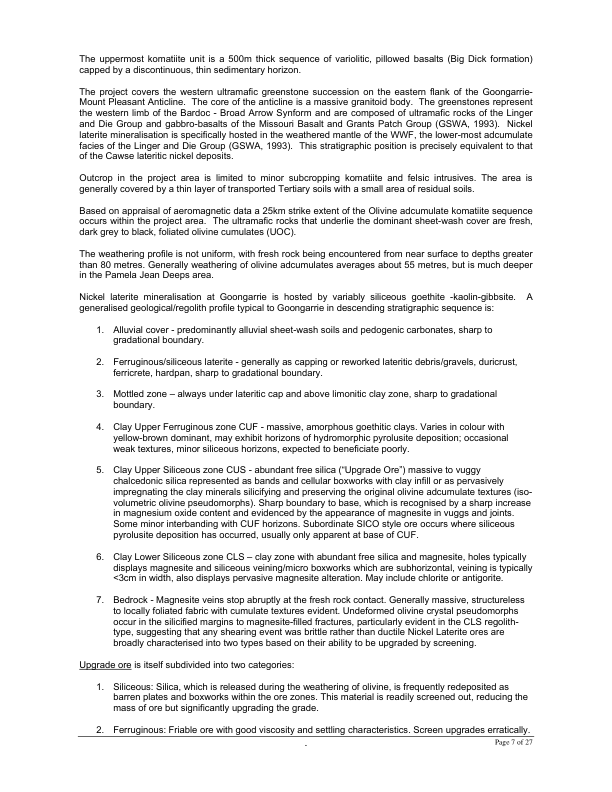 The uppermost komatiite unit is a 500m thick sequence of variolitic, pillowed basalts (Big Dick formation)
capped by a discontinuous, thin sedimentary horizon.
The project covers the western ultramafic greenstone succession on the eastern flank of the Goongarrie-
Mount Pleasant Anticline. The core of the anticline is a massive granitoid body. The greenstones represent
the western limb of the Bardoc - Broad Arrow Synform and are composed of ultramafic rocks of the Linger
and Die Group and gabbro-basalts of the Missouri Basalt and Grants Patch Group (GSWA, 1993). Nickel
laterite mineralisation is specifically hosted in the weathered mantle of the WWF, the lower-most adcumulate
facies of the Linger and Die Group (GSWA, 1993). This stratigraphic position is precisely equivalent to that
of the Cawse lateritic nickel deposits.
Outcrop in the project area is limited to minor subcropping komatiite and felsic intrusives. The area is
generally covered by a thin layer of transported Tertiary soils with a small area of residual soils.
Based on appraisal of aeromagnetic data a 25km strike extent of the Olivine adcumulate komatiite sequence
occurs within the project area. The ultramafic rocks that underlie the dominant sheet-wash cover are fresh,
dark grey to black, foliated olivine cumulates (UOC).
The weathering profile is not uniform, with fresh rock being encountered from near surface to depths greater
than 80 metres. Generally weathering of olivine adcumulates averages about 55 metres, but is much deeper
in the Pamela Jean Deeps area.
Nickel laterite mineralisation at Goongarrie is hosted by variably siliceous goethite -kaolin-gibbsite. A
generalised geological/regolith profile typical to Goongarrie in descending stratigraphic sequence is:
1. Alluvial cover - predominantly alluvial sheet-wash soils and pedogenic carbonates, sharp to
gradational boundary.
2. Ferruginous/siliceous laterite - generally as capping or reworked lateritic debris/gravels, duricrust,
ferricrete, hardpan, sharp to gradational boundary.
3. Mottled zone – always under lateritic cap and above limonitic clay zone, sharp to gradational
boundary.
4. Clay Upper Ferruginous zone CUF - massive, amorphous goethitic clays. Varies in colour with
yellow-brown dominant, may exhibit horizons of hydromorphic pyrolusite deposition; occasional
weak textures, minor siliceous horizons, expected to beneficiate poorly.
5. Clay Upper Siliceous zone CUS - abundant free silica (“Upgrade Ore”) massive to vuggy
chalcedonic silica represented as bands and cellular boxworks with clay infill or as pervasively
impregnating the clay minerals silicifying and preserving the original olivine adcumulate textures (iso-
volumetric olivine pseudomorphs). Sharp boundary to base, which is recognised by a sharp increase
in magnesium oxide content and evidenced by the appearance of magnesite in vuggs and joints.
Some minor interbanding with CUF horizons. Subordinate SICO style ore occurs where siliceous
pyrolusite deposition has occurred, usually only apparent at base of CUF.
6. Clay Lower Siliceous zone CLS – clay zone with abundant free silica and magnesite, holes typically
displays magnesite and siliceous veining/micro boxworks which are subhorizontal, veining is typically
<3cm in width, also displays pervasive magnesite alteration. May include chlorite or antigorite.
7. Bedrock - Magnesite veins stop abruptly at the fresh rock contact. Generally massive, structureless
to locally foliated fabric with cumulate textures evident. Undeformed olivine crystal pseudomorphs
occur in the silicified margins to magnesite-filled fractures, particularly evident in the CLS regolith-
type, suggesting that any shearing event was brittle rather than ductile Nickel Laterite ores are
broadly characterised into two types based on their ability to be upgraded by screening.
Upgrade ore is itself subdivided into two categories:
1. Siliceous: Silica, which is released during the weathering of olivine, is frequently redeposited as
barren plates and boxworks within the ore zones. This material is readily screened out, reducing the
mass of ore but significantly upgrading the grade.
2. Ferruginous: Friable ore with good viscosity and settling characteristics. Screen upgrades erratically.
Page 7 of 27